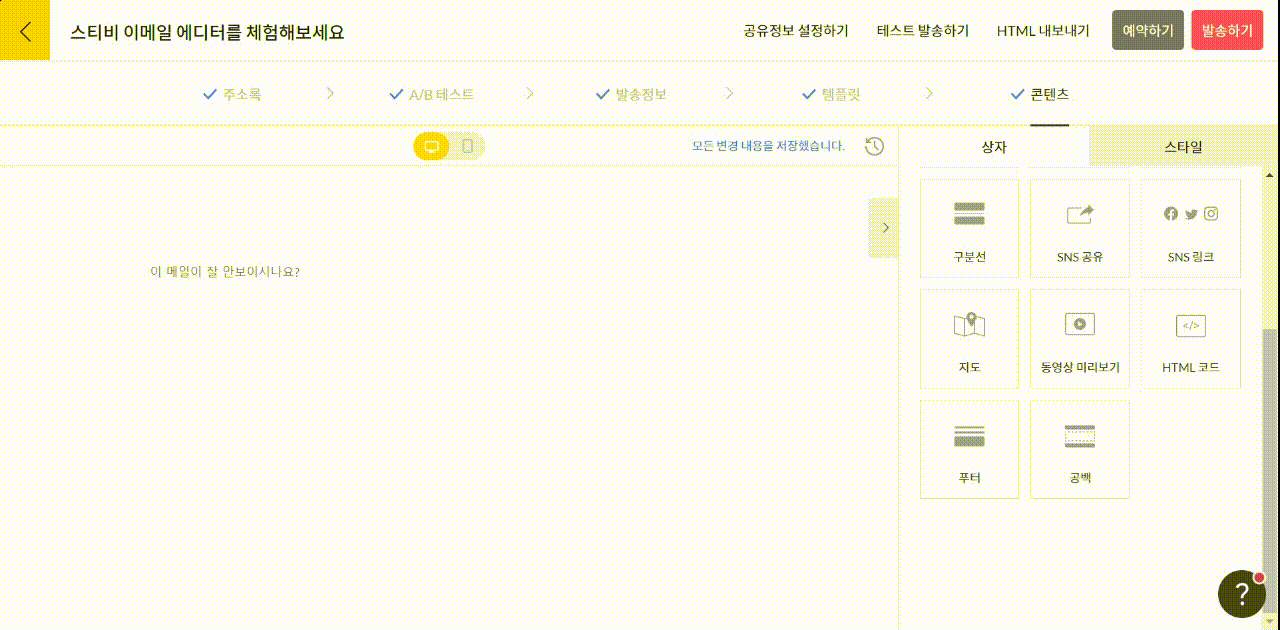 스티비 이메일 에디터를 체험해보세요
공유정보 설정하기 테스트 발송하기 HTML 내보내기 예약하기 발송하기
주소록 A/B 테스트 발송정보 템플릿 콘텐츠
모든 변경 내용을 저장했습니다.
상자 스타일
이 메일이 잘 안보이시나요?
구분선 SNS 공유 SNS 링크
</>
지도 동영상 미리보기 HTML 코드
푸터 공백
?